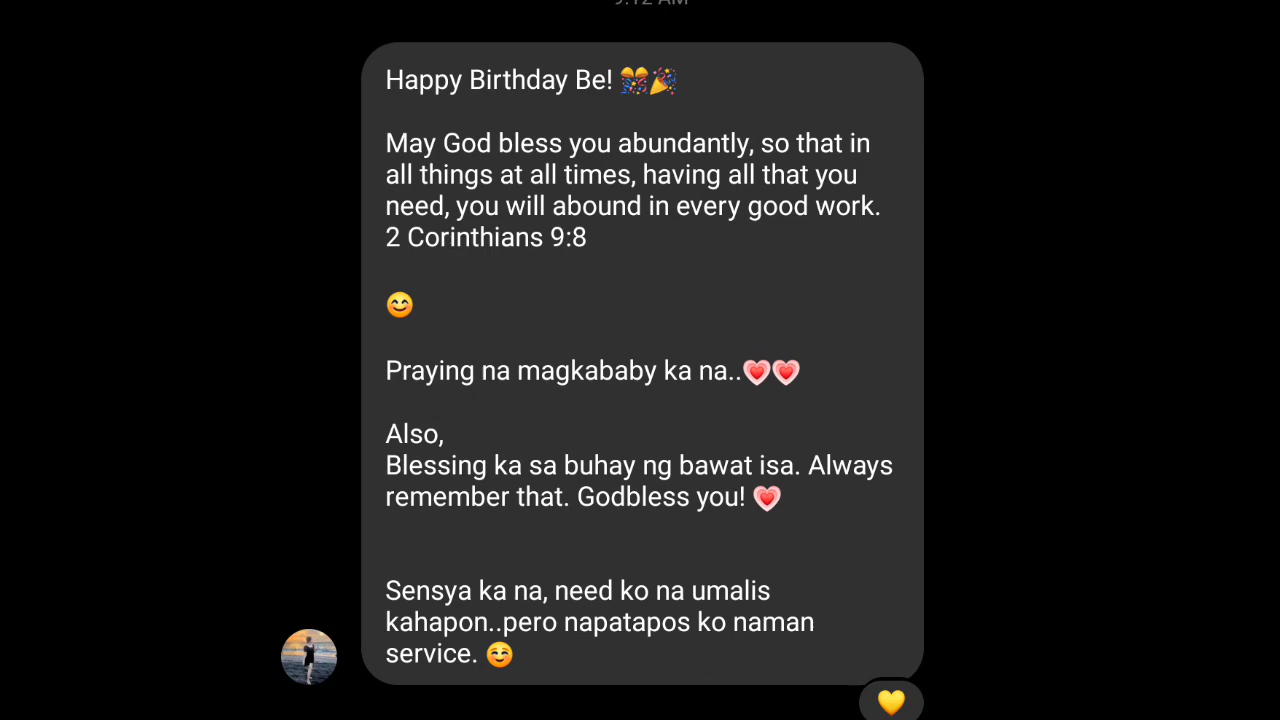 9:12 AM
Happy Birthday Be! 🎊🎉
May God bless you abundantly, so that in
all things at all times, having all that you
need, you will abound in every good work.
2 Corinthians 9:8
😊
Praying na magkababy ka na..💗💗
Also,
Blessing ka sa buhay ng bawat isa. Always
remember that. Godbless you! 💗
Sensya ka na, need ko na umalis
kahapon..pero napatapos ko naman
service. ☺️
💛